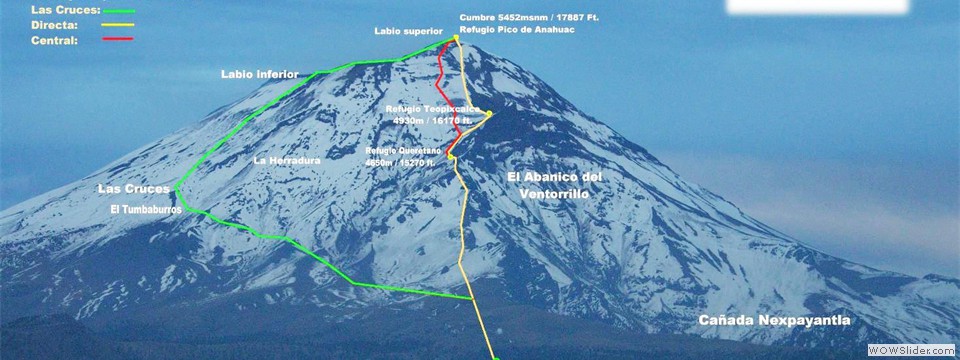 Las Cruces:
Directa:
Central:
Cumbre 5452msnm / 17887 Ft.
Labio superior
Refugio Pico de Anahuac
Labio inferior
Refugio Teopixcalco
4930m / 16170 ft.
Refugio Queretano
4650m / 15270 ft.
La Herradura
Las Cruces
El Tumbaburros
El Abanico del
Ventorrillo
Cañada Nexpayantla
WOWSlider.com